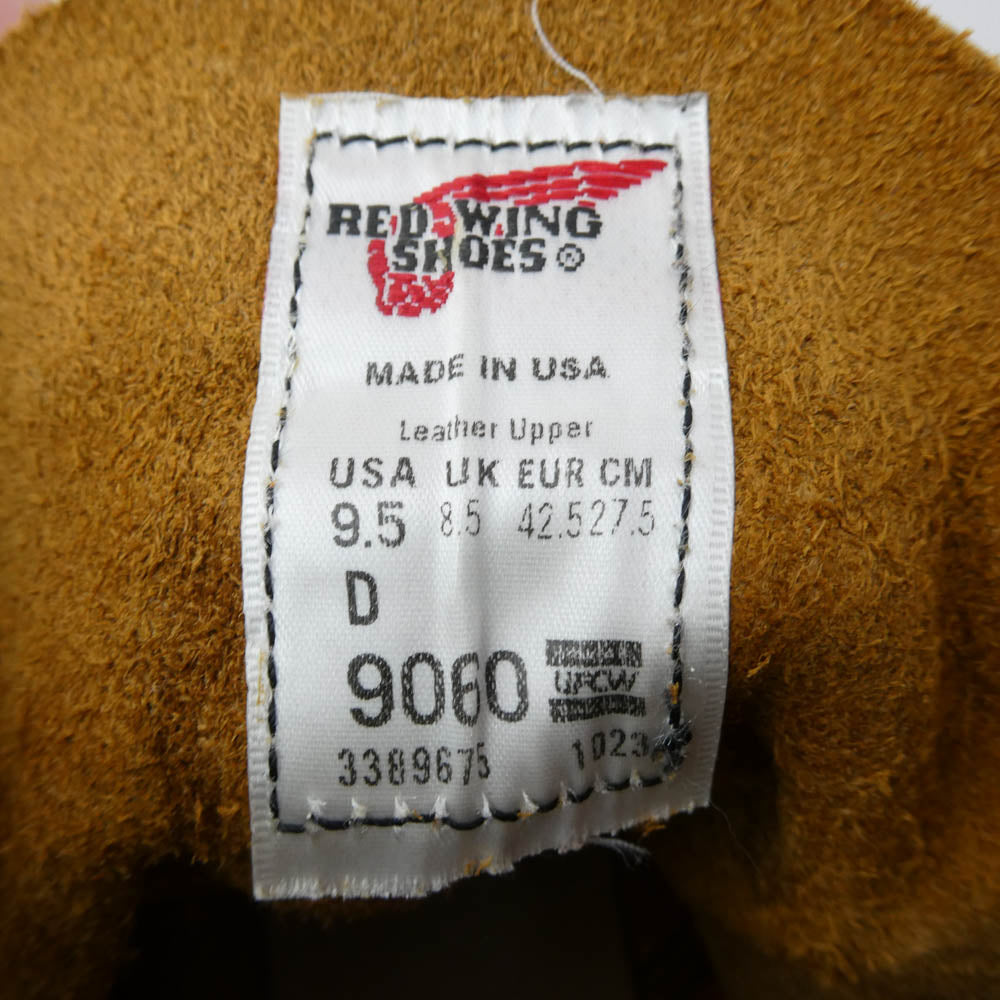 RED WING
SHOES ®
MADE IN USA
Leather Upper
USA UK EUR CM
9.5 8.5 42.5 27.5
D
9060 UFCW
3389675 1023